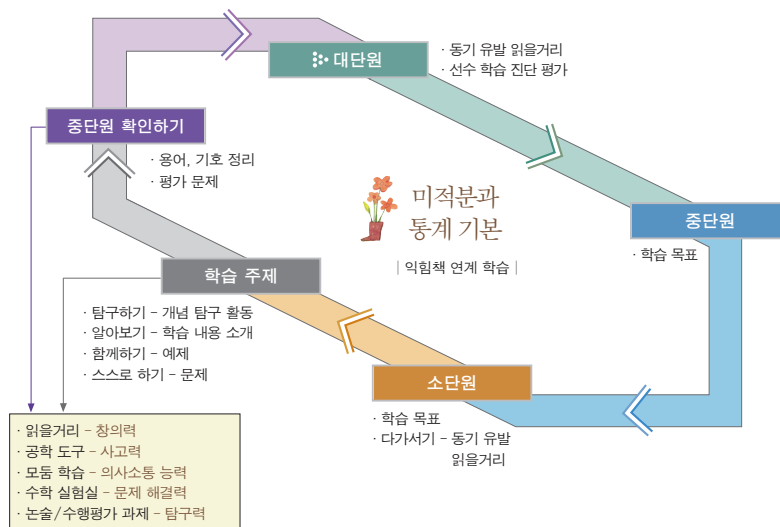 대단원
· 동기 유발 읽을거리
· 선수 학습 진단 평가
중단원 확인하기
· 용어, 기호 정리
· 평가 문제
미적분과
통계 기본
| 익힘책 연계 학습 |
중단원
· 학습 목표
학습 주제
· 탐구하기 – 개념 탐구 활동
· 알아보기 – 학습 내용 소개
· 함께하기 – 예제
· 스스로 하기 – 문제
소단원
· 학습 목표
· 다가서기 – 동기 유발
읽을거리
· 읽을거리 – 창의력
· 공학 도구 – 사고력
· 모둠 학습 – 의사소통 능력
· 수학 실험실 – 문제 해결력
· 논술/수행평가 과제 – 탐구력